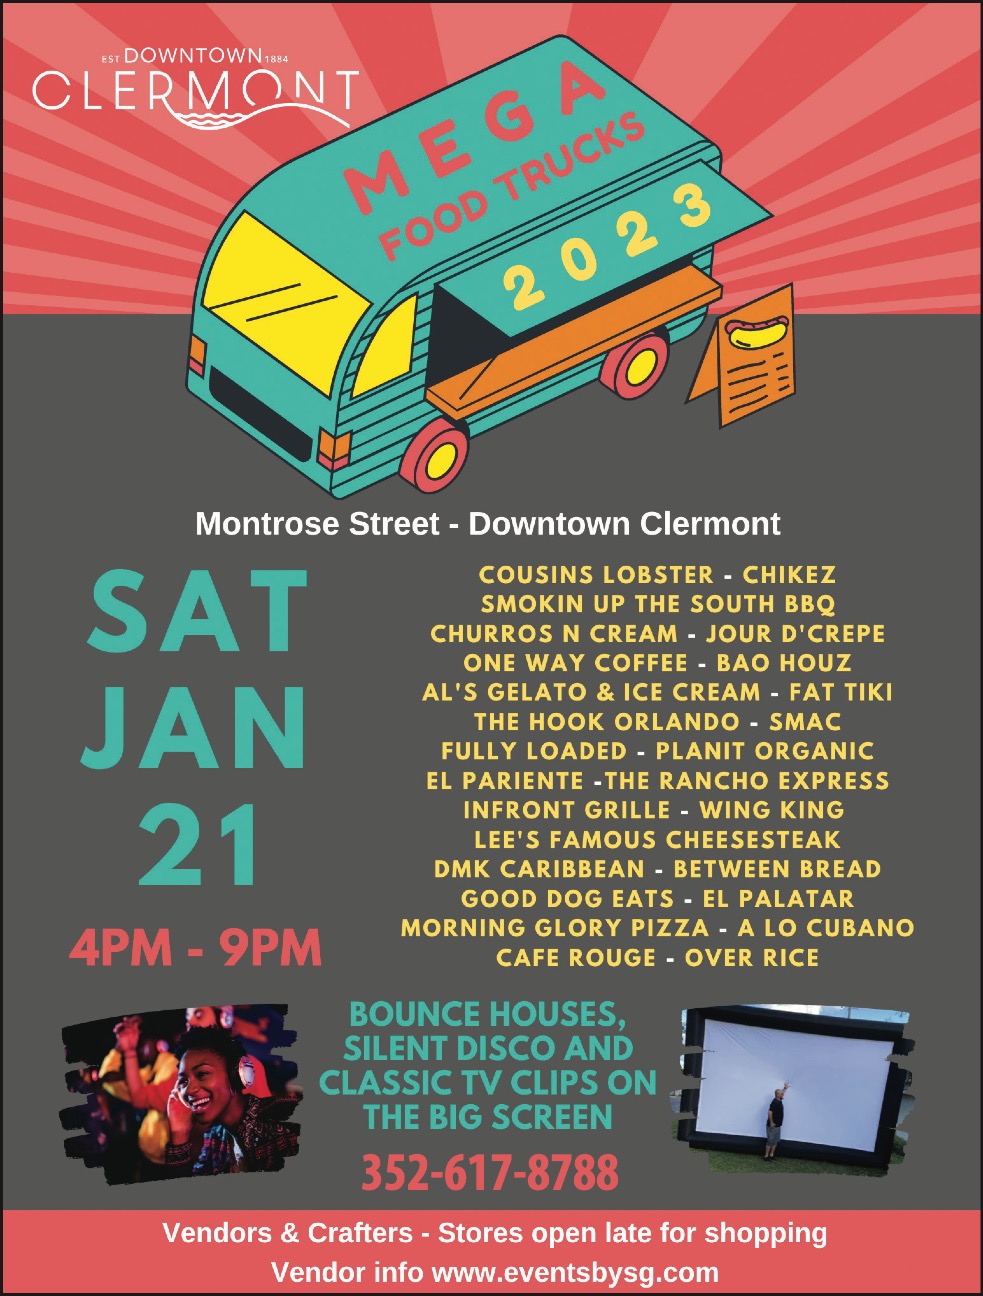 EST DOWNTOWN 1884
CLERMONT
MEGA
FOOD TRUCKS
2023
Montrose Street - Downtown Clermont
SAT
JAN
21
4PM - 9PM
COUSINS LOBSTER - CHIKEZ
SMOKIN UP THE SOUTH BBQ
CHURROS N CREAM - JOUR D'CREPE
ONE WAY COFFEE - BAO HOUZ
AL'S GELATO & ICE CREAM - FAT TIKI
THE HOOK ORLANDO - SMAC
FULLY LOADED - PLANIT ORGANIC
EL PARIENTE -THE RANCHO EXPRESS
INFRONT GRILLE - WING KING
LEE'S FAMOUS CHEESESTEAK
DMK CARIBBEAN - BETWEEN BREAD
GOOD DOG EATS - EL PALATAR
MORNING GLORY PIZZA - A LO CUBANO
CAFE ROUGE - OVER RICE
BOUNCE HOUSES,
SILENT DISCO AND
CLASSIC TV CLIPS ON
THE BIG SCREEN
352-617-8788
Vendors & Crafters - Stores open late for shopping
Vendor info www.eventsbysg.com